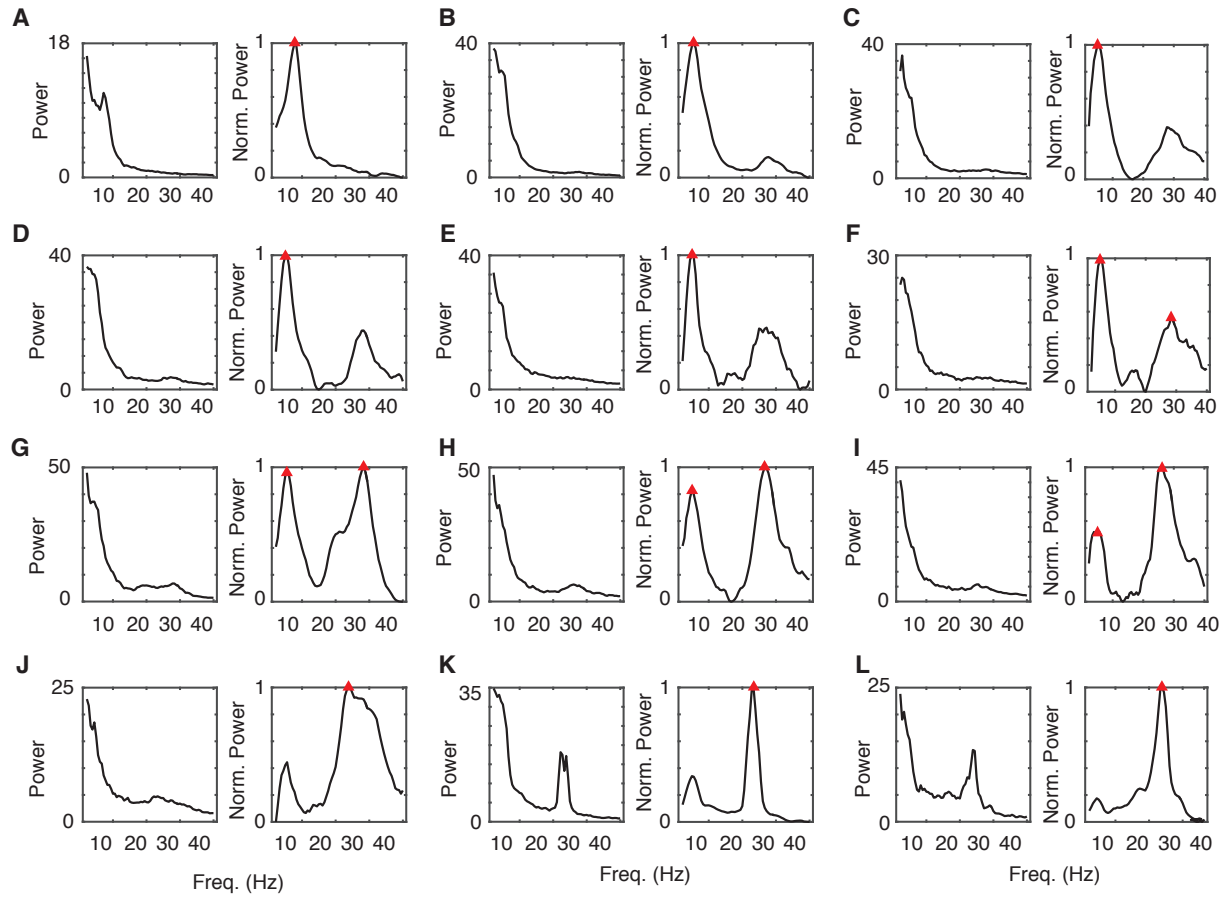 A B C
18 1 40 1 40 1
Power Norm. Power Power Norm. Power Power Norm. Power
0 0 0 0 0 0
10 20 30 40 10 20 30 40 10 20 30 40 10 20 30 40 10 20 30 40 10 20 30 40
D E F
40 1 40 1 30 1
Power Norm. Power Power Norm. Power Power Norm. Power
0 0 0 0 0 0
10 20 30 40 10 20 30 40 10 20 30 40 10 20 30 40 10 20 30 40 10 20 30 40
G H I
50 1 50 1 45 1
Power Norm. Power Power Norm. Power Power Norm. Power
0 0 0 0 0 0
10 20 30 40 10 20 30 40 10 20 30 40 10 20 30 40 10 20 30 40 10 20 30 40
J K L
25 1 35 1 25 1
Power Norm. Power Power Norm. Power Power Norm. Power
0 0 0 0 0 0
10 20 30 40 10 20 30 40 10 20 30 40 10 20 30 40 10 20 30 40 10 20 30 40
Freq. (Hz) Freq. (Hz) Freq. (Hz)